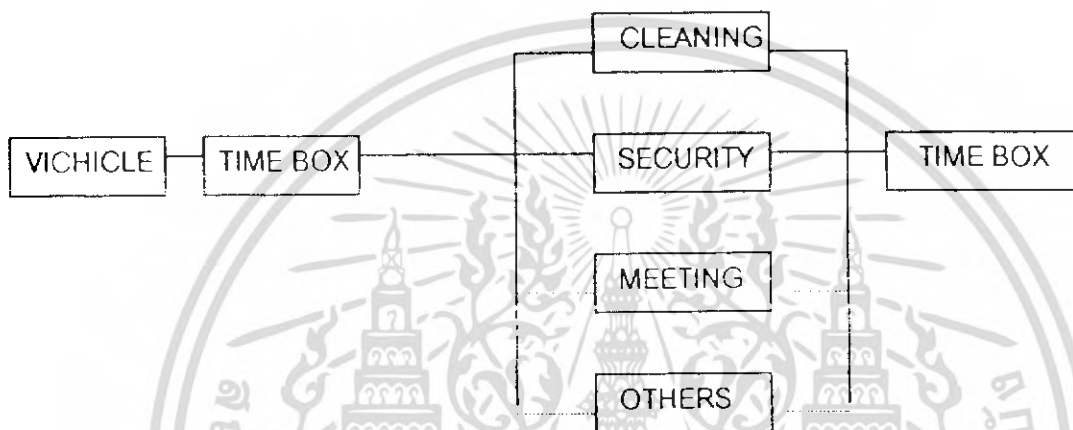 CLEANING
VICHICLE
TIME BOX
SECURITY
TIME BOX
MEETING
OTHERS